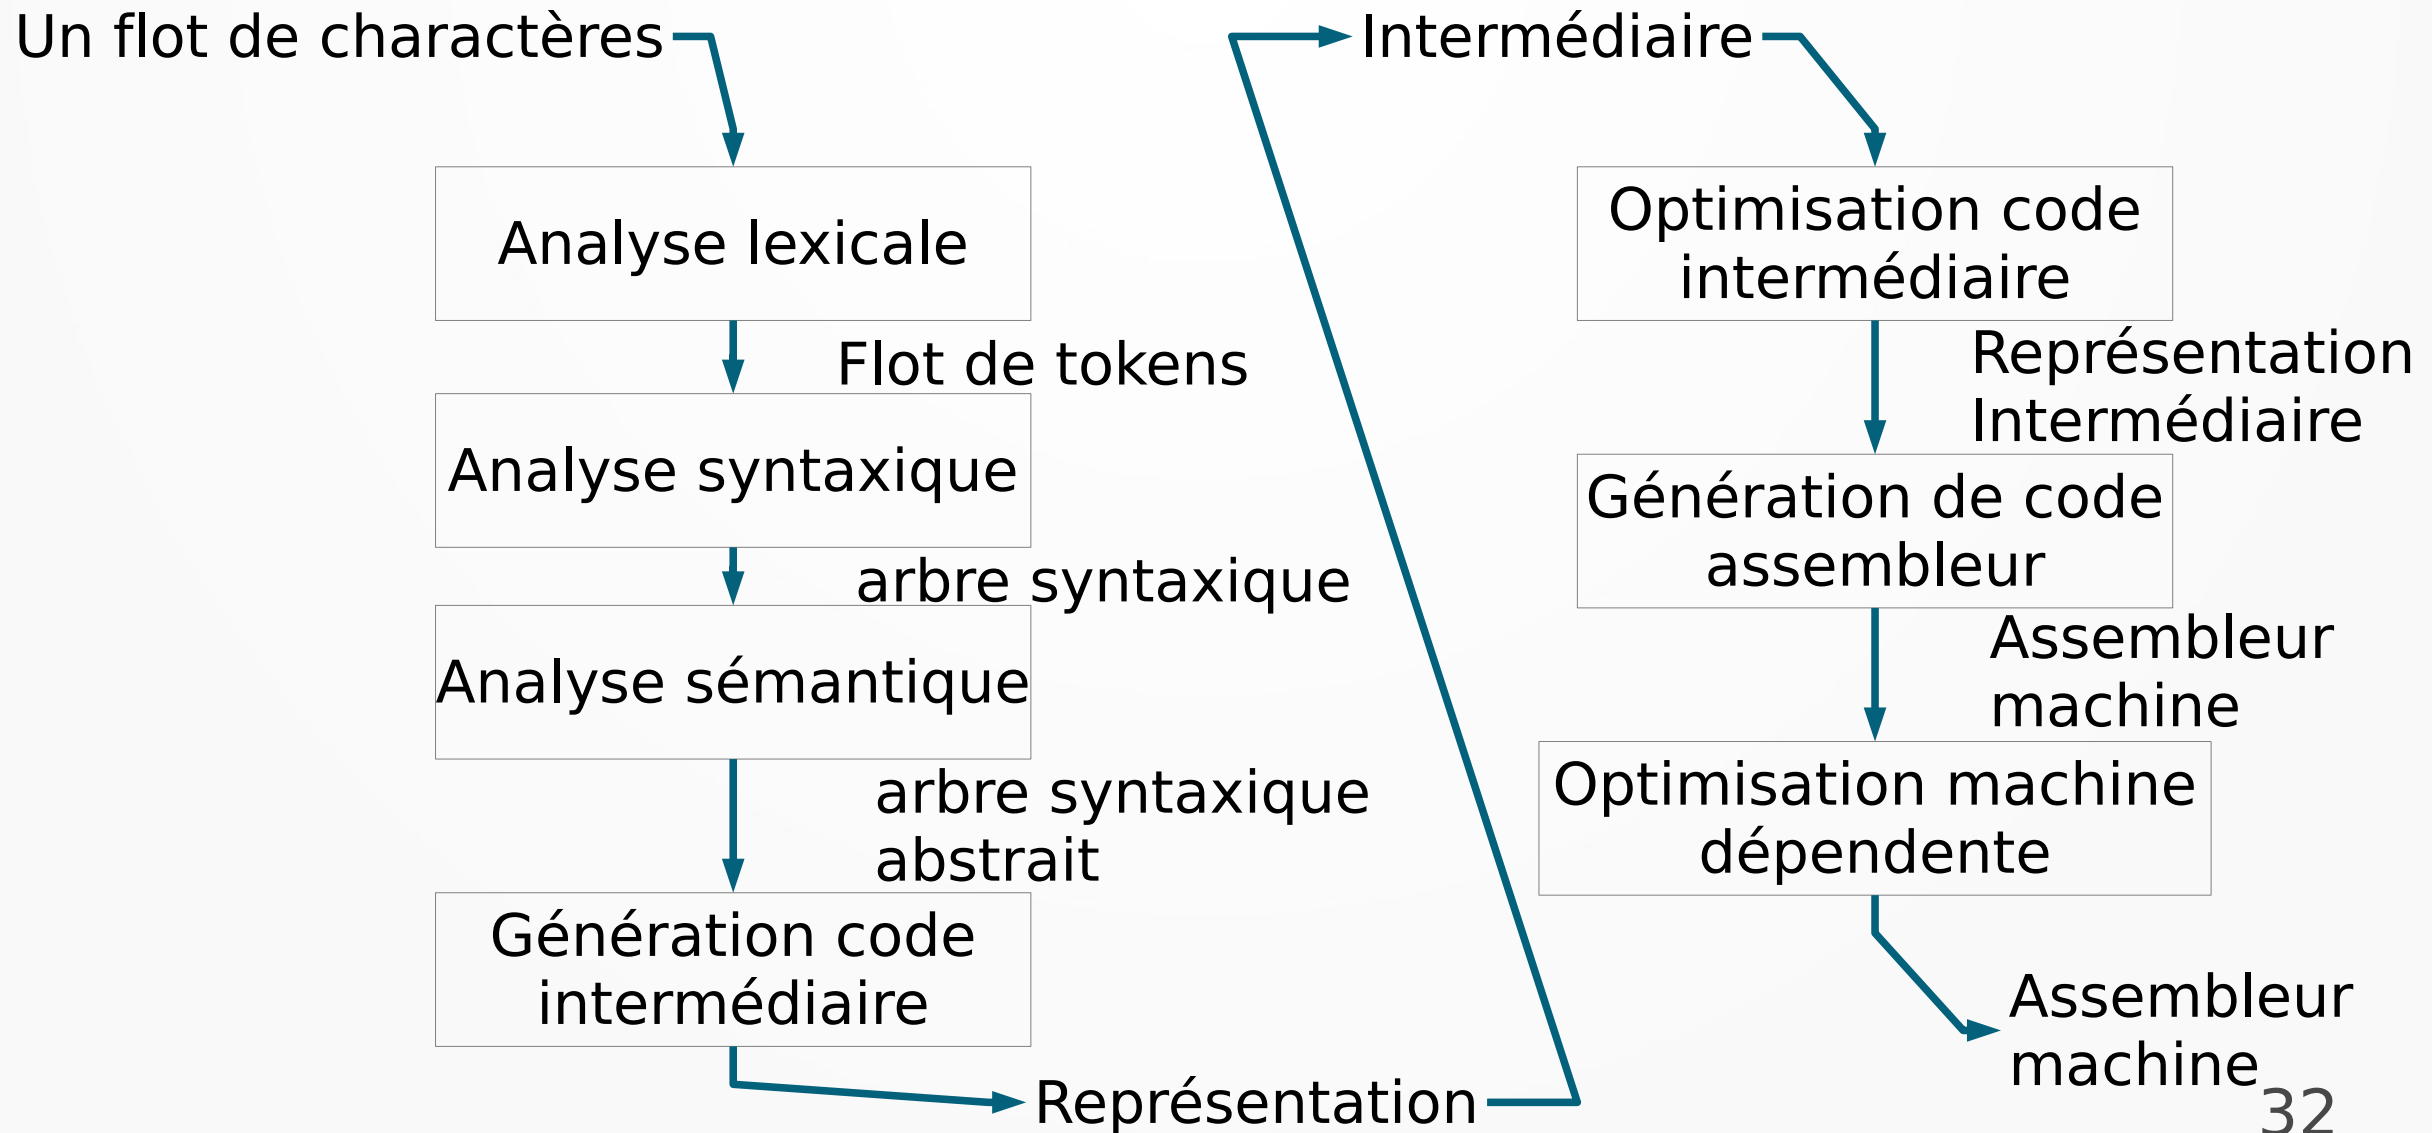 Un flot de charactères
Analyse lexicale
Flot de tokens
Analyse syntaxique
arbre syntaxique
Analyse sémantique
arbre syntaxique
abstrait
Génération code
intermédiaire
Représentation
Intermédiaire
Optimisation code
intermédiaire
Représentation
Intermédiaire
Génération de code
assembleur
Assembleur
machine
Optimisation machine
dépendente
Assembleur
machine
32